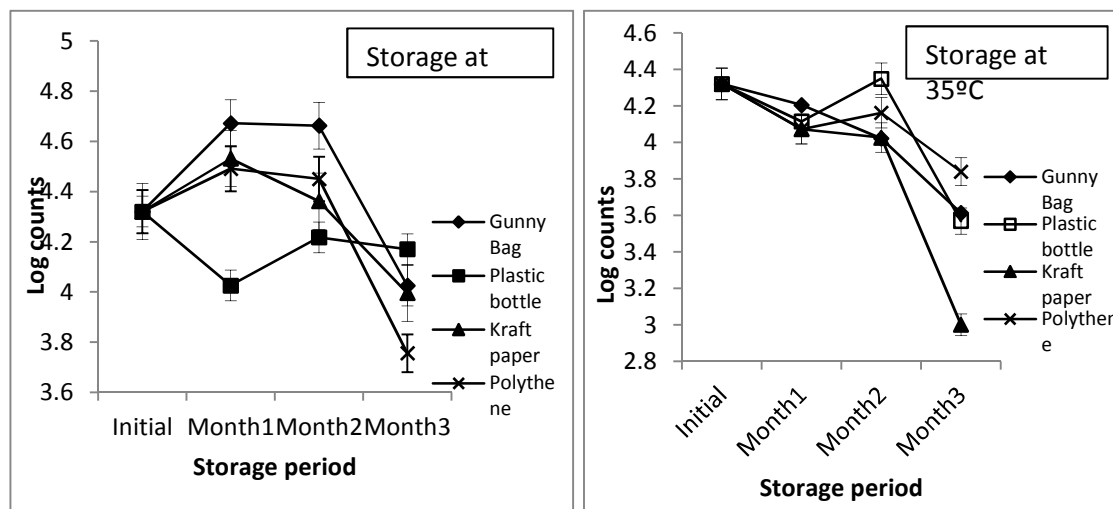 Storage at
5
4.8
4.6
4.4
4.2
4
3.8
3.6
Log counts
Initial Month1 Month2 Month3
Storage period
Gunny
Bag
Plastic
bottle
Kraft
paper
Polythe
ne
Storage at
35ºC
4.6
4.4
4.2
4
3.8
3.6
3.4
3.2
3
2.8
Log counts
Initial
Month1
Month2
Month3
Storage period
Gunny
Bag
Plastic
bottle
Kraft
paper
Polythen
e